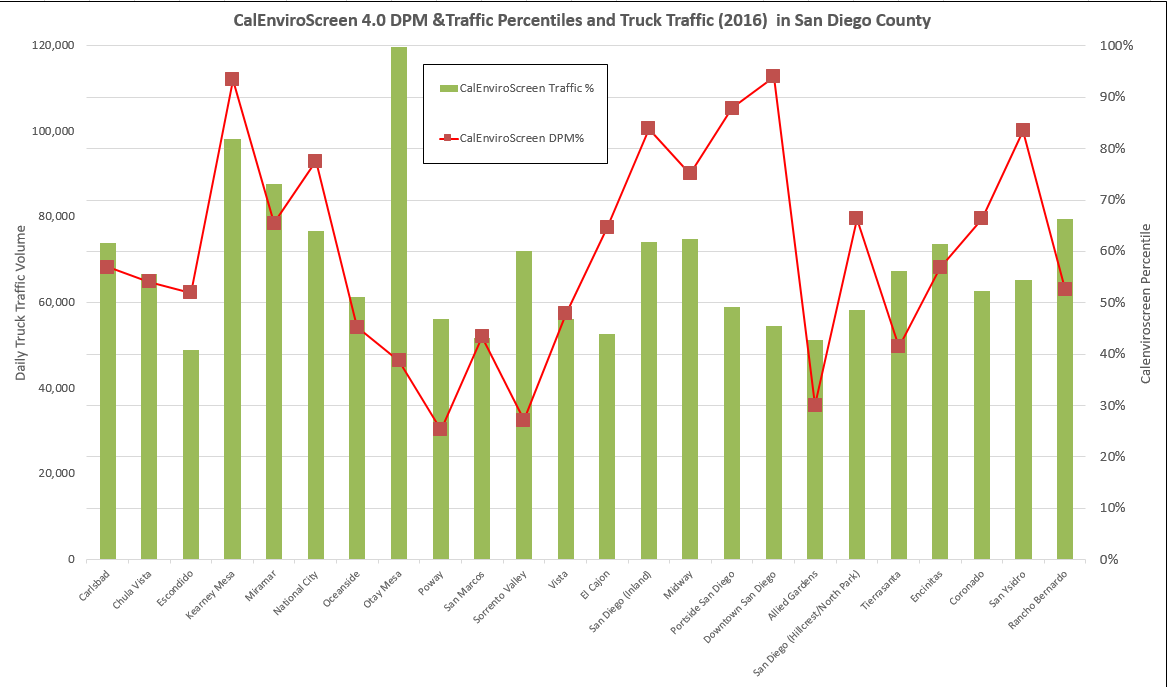 CalEnviroScreen 4.0 DPM &Traffic Percentiles and Truck Traffic (2016)  in San Diego County
120,000
100,000
80,000
60,000
40,000
20,000
0
Daily Truck Traffic Volume
CalEnviroScreen Traffic %
CalEnviroScreen DPM%
100%
90%
80%
70%
60%
50%
40%
30%
20%
10%
0%
Calenviroscreen Percentile
Carlsbad
Chula Vista
Escondido
Kearney Mesa
Miramar
National City
Oceanside
Otay Mesa
Poway
San Marcos
Sorrento Valley
Vista
El Cajon
San Diego (Inland)
Midway
Portside San Diego
Downtown San Diego
Allied Gardens
San Diego (Hillcrest/North Park)
Tierrasanta
Encinitas
Coronado
San Ysidro
Rancho Bernardo